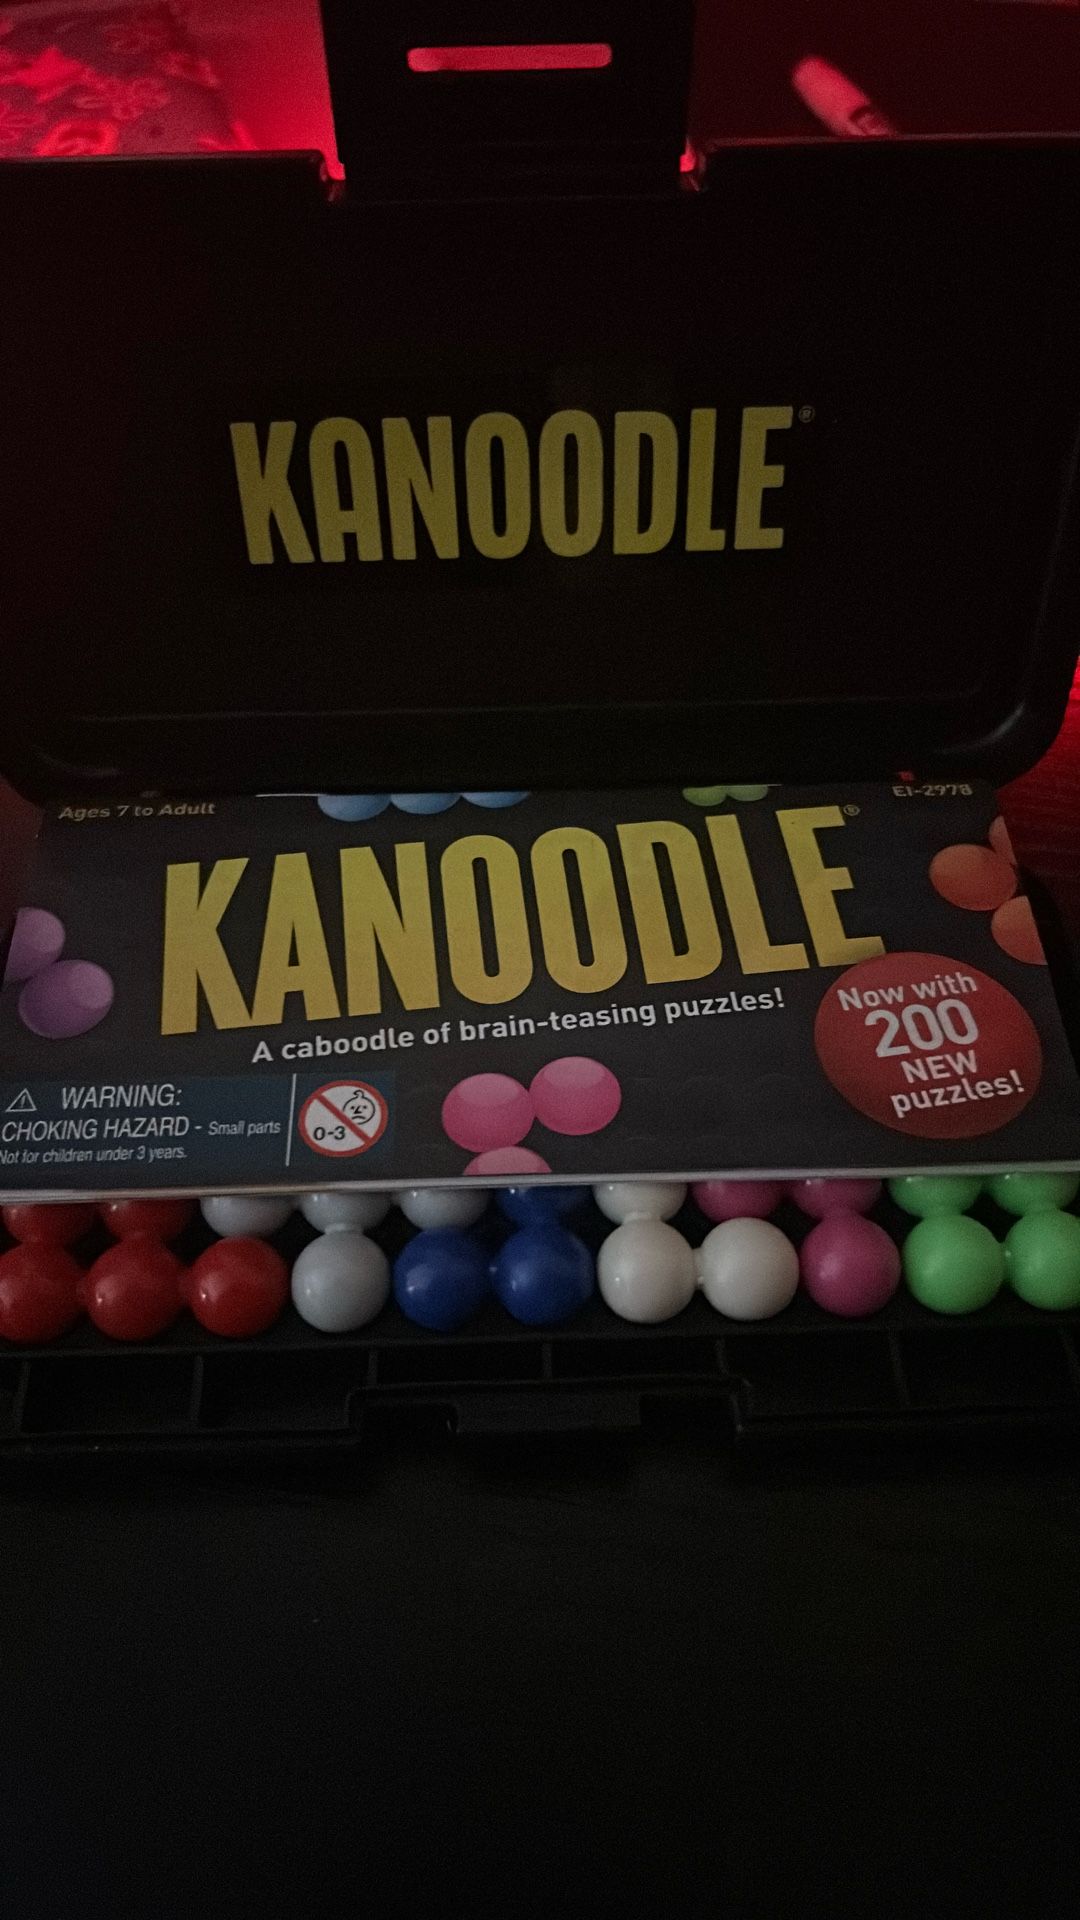 KANOODLE®
Ages 7 to Adult
EI-2978
KANOODLE®
A caboodle of brain-teasing puzzles!
Now with
200
NEW
puzzles!
WARNING:
CHOKING HAZARD - Small parts
Not for children under 3 years.
0-3